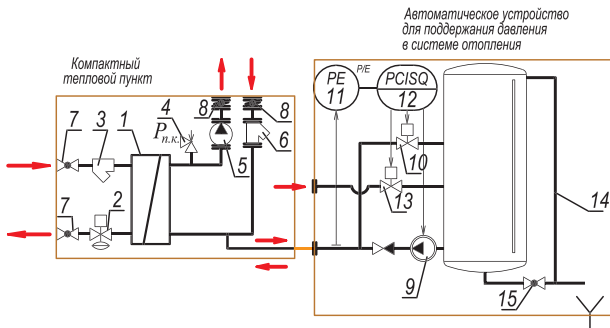 Автоматическое устройство
для поддержания давления
в системе отопления
Компактный
тепловой пункт
PE
11
P/E
PCISQ
12
8
8
7
3
1
4
Pп.к.
5
6
10
13
14
7
2
9
15